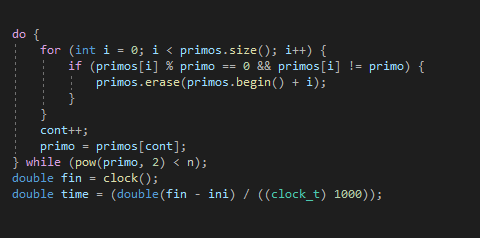 do {
for (int i = 0; i < primos.size(); i++) {
if (primos[i] % primo == 0 && primos[i] != primo) {
primos.erase(primos.begin() + i);
}
}
cont++;
primo = primos[cont];
} while (pow(primo, 2) < n);
double fin = clock();
double time = (double(fin - ini) / ((clock_t) 1000));